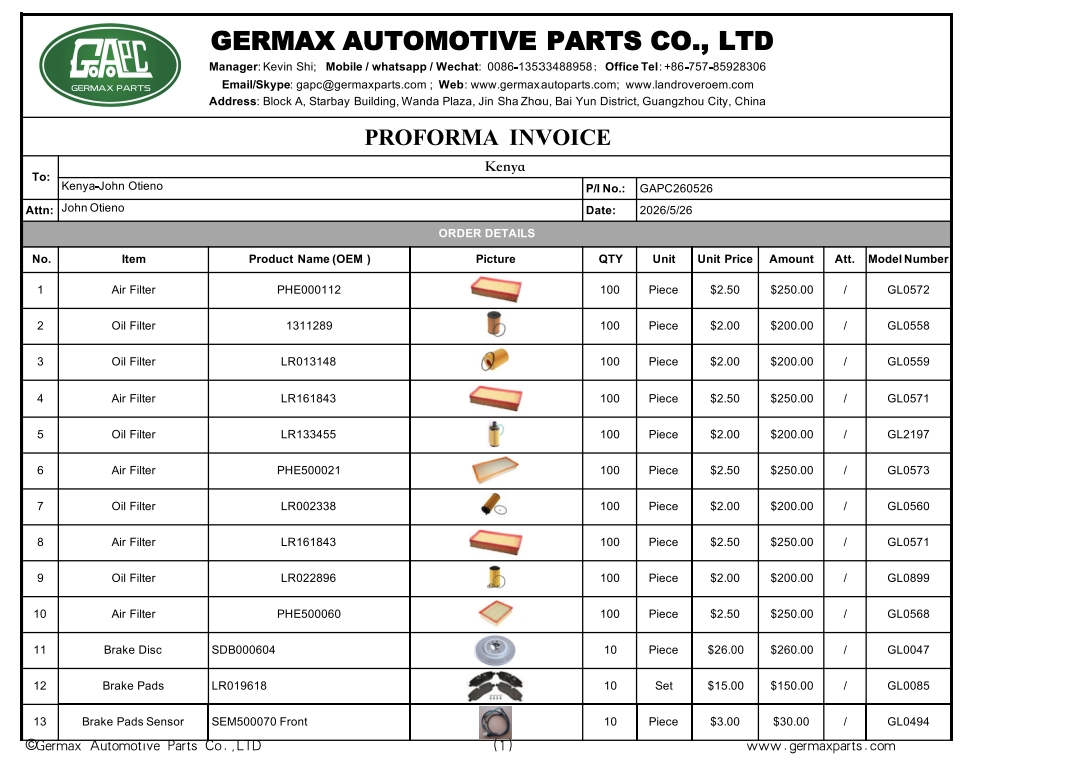 GAPC
GERMAX PARTS
GERMAX AUTOMOTIVE PARTS CO., LTD
Manager: Kevin Shi; Mobile / whatsapp / Wechat: 0086-13533488958; Office Tel: +86-757-85928306
Email/Skype: gapc@germaxparts.com ; Web: www.germaxautoparts.com; www.landroveroem.com
Address: Block A, Starbay Building, Wanda Plaza, Jin Sha Zhou, Bai Yun District, Guangzhou City, China
PROFORMA INVOICE
To: Kenya
Kenya-John Otieno P/I No.: GAPC260526
Attn: John Otieno Date: 2026/5/26
ORDER DETAILS
No. Item Product Name (OEM ) Picture QTY Unit Unit Price Amount Att. Model Number
1 Air Filter PHE000112 100 Piece $2.50 $250.00 / GL0572
2 Oil Filter 1311289 100 Piece $2.00 $200.00 / GL0558
3 Oil Filter LR013148 100 Piece $2.00 $200.00 / GL0559
4 Air Filter LR161843 100 Piece $2.50 $250.00 / GL0571
5 Oil Filter LR133455 100 Piece $2.00 $200.00 / GL2197
6 Air Filter PHE500021 100 Piece $2.50 $250.00 / GL0573
7 Oil Filter LR002338 100 Piece $2.00 $200.00 / GL0560
8 Air Filter LR161843 100 Piece $2.50 $250.00 / GL0571
9 Oil Filter LR022896 100 Piece $2.00 $200.00 / GL0899
10 Air Filter PHE500060 100 Piece $2.50 $250.00 / GL0568
11 Brake Disc SDB000604 10 Piece $26.00 $260.00 / GL0047
12 Brake Pads LR019618 10 Set $15.00 $150.00 / GL0085
13 Brake Pads Sensor SEM500070 Front 10 Piece $3.00 $30.00 / GL0494
©Germax Automotive Parts Co.,LTD (1) www.germaxparts.com